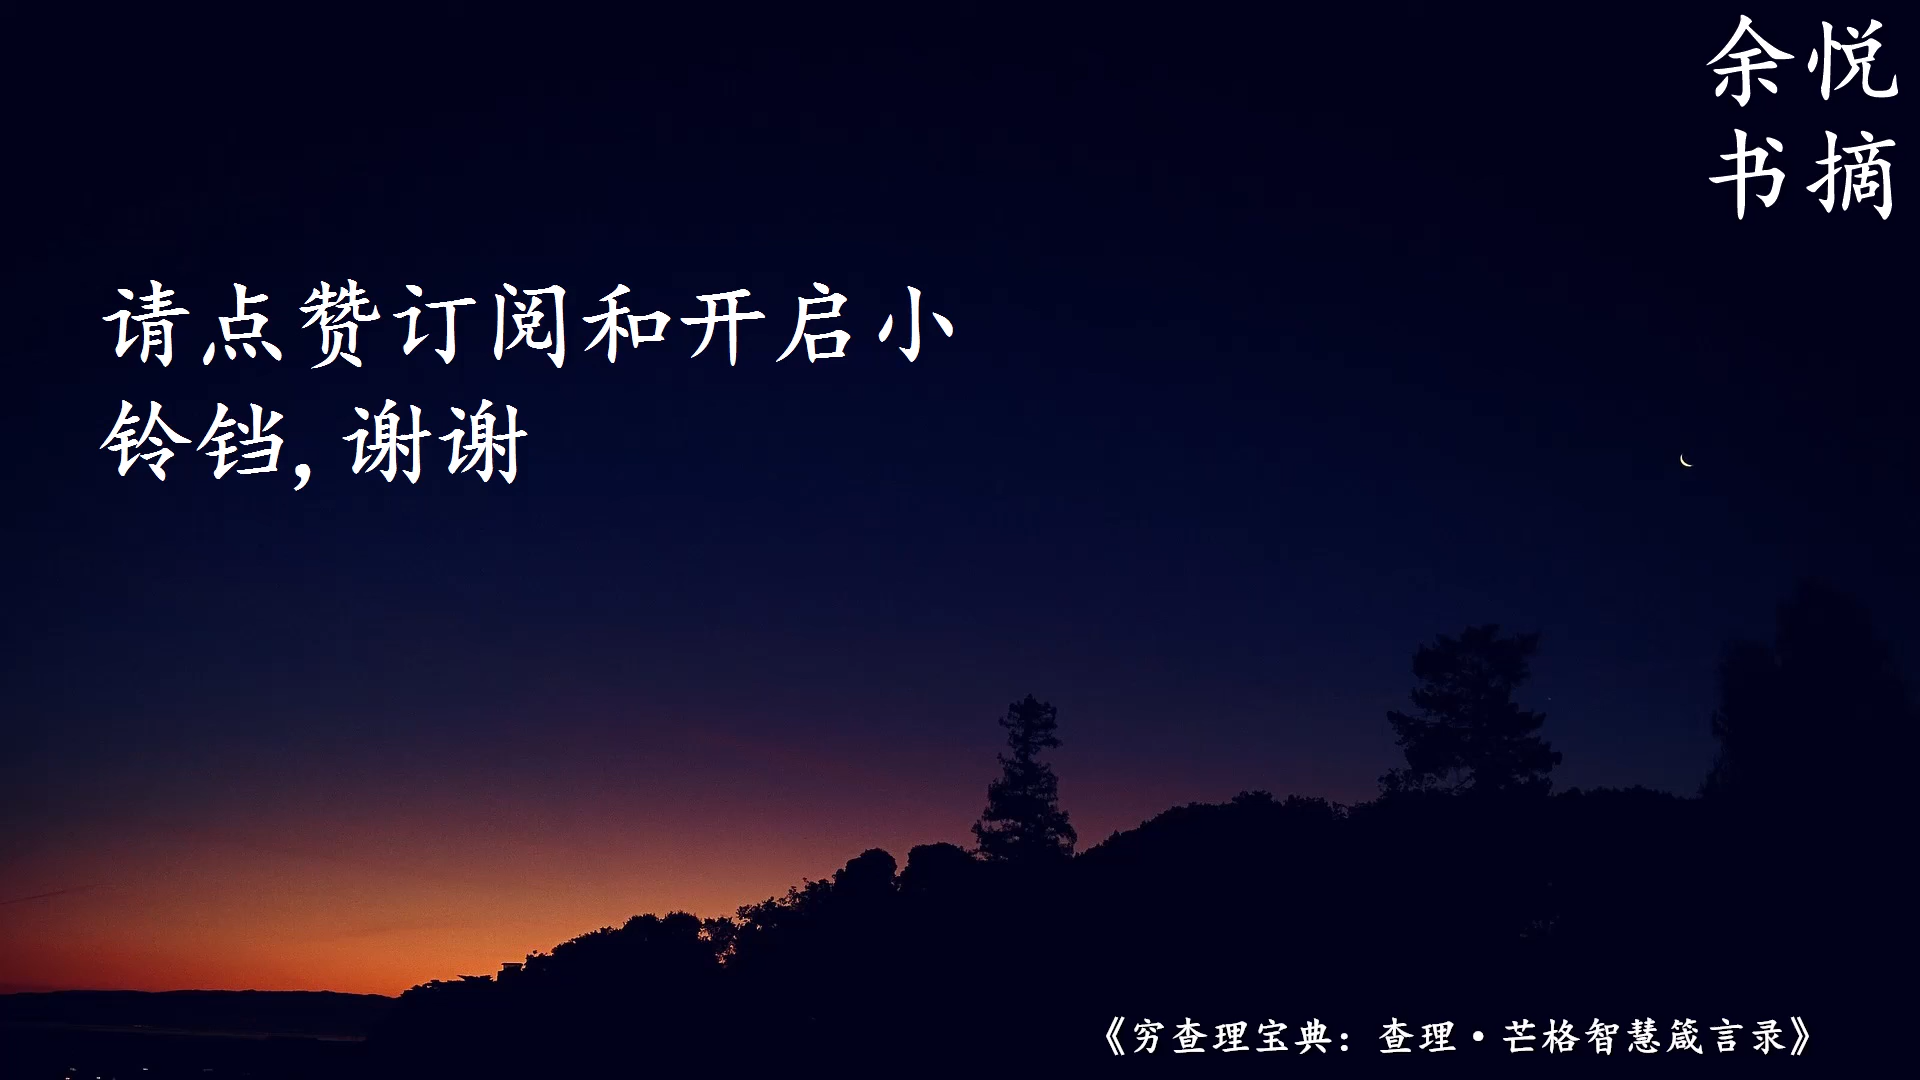 余悦
书摘
请点赞订阅和开启小
铃铛,谢谢
《穷查理宝典：查理·芒格智慧箴言录》